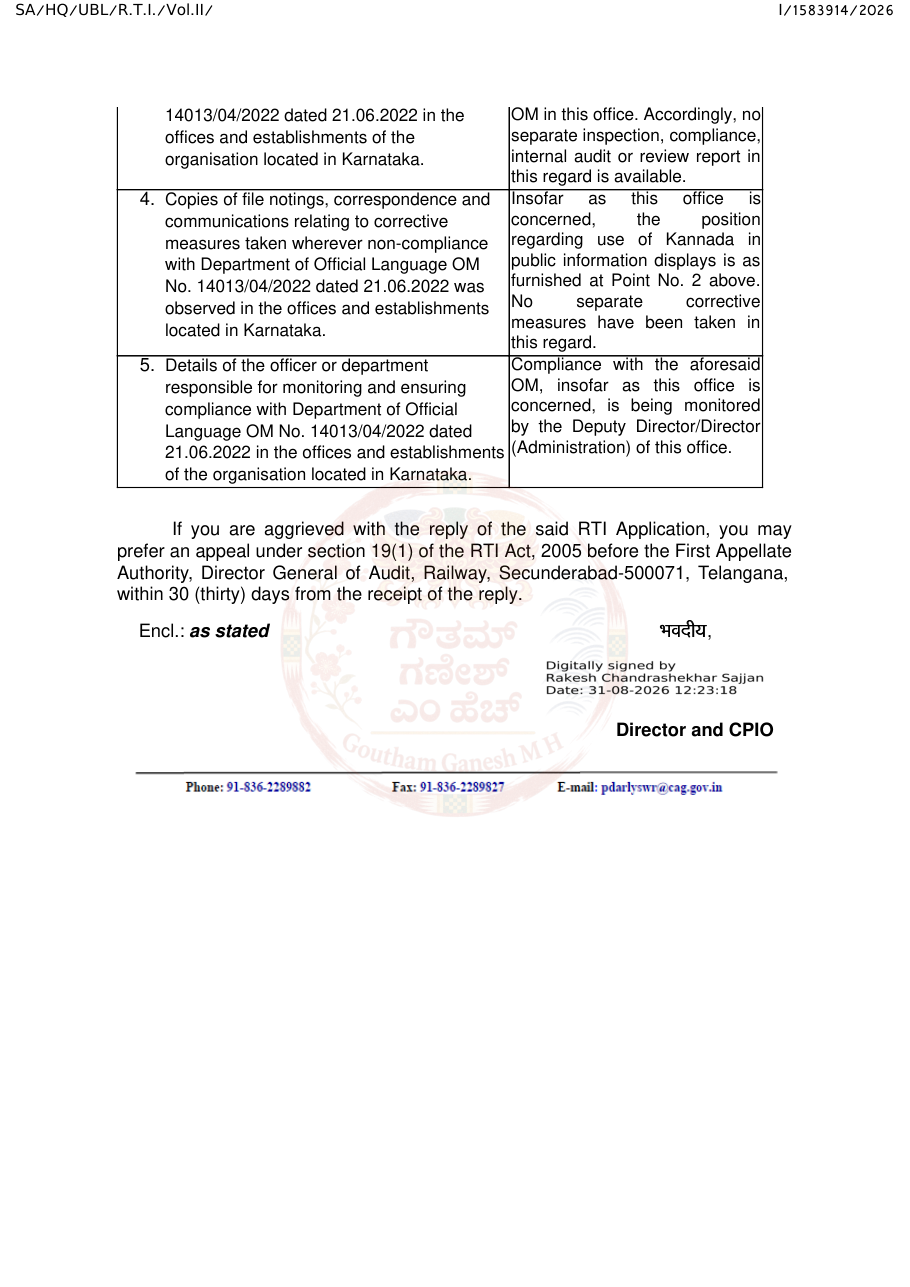 SA/HQ/UBL/R.T.I./Vol.II/
I/1583914/2026
14013/04/2022 dated 21.06.2022 in the
offices and establishments of the
organisation located in Karnataka.
OM in this office. Accordingly, no
separate inspection, compliance,
internal audit or review report in
this regard is available.
4. Copies of file notings, correspondence and
communications relating to corrective
measures taken wherever non-compliance
with Department of Official Language OM
No. 14013/04/2022 dated 21.06.2022 was
observed in the offices and establishments
located in Karnataka.
Insofar as this office is
concerned, the position
regarding use of Kannada in
public information displays is as
furnished at Point No. 2 above.
No separate corrective
measures have been taken in
this regard.
5. Details of the officer or department
responsible for monitoring and ensuring
compliance with Department of Official
Language OM No. 14013/04/2022 dated
21.06.2022 in the offices and establishments
of the organisation located in Karnataka.
Compliance with the aforesaid
OM, insofar as this office is
concerned, is being monitored
by the Deputy Director/Director
(Administration) of this office.
If you are aggrieved with the reply of the said RTI Application, you may
prefer an appeal under section 19(1) of the RTI Act, 2005 before the First Appellate
Authority, Director General of Audit, Railway, Secunderabad-500071, Telangana,
within 30 (thirty) days from the receipt of the reply.
Encl.: as stated
भवदीय,
Digitally signed by
Rakesh Chandrashekhar Sajjan
Date: 31-08-2026 12:23:18
Director and CPIO
ಗೌತಮ್
ಗಣೇಶ್
ಎಂ ಹೆಚ್
Goutham Ganesh M H
Phone: 91-836-2289882 Fax: 91-836-2289827 E-mail: pdarlyswr@cag.gov.in